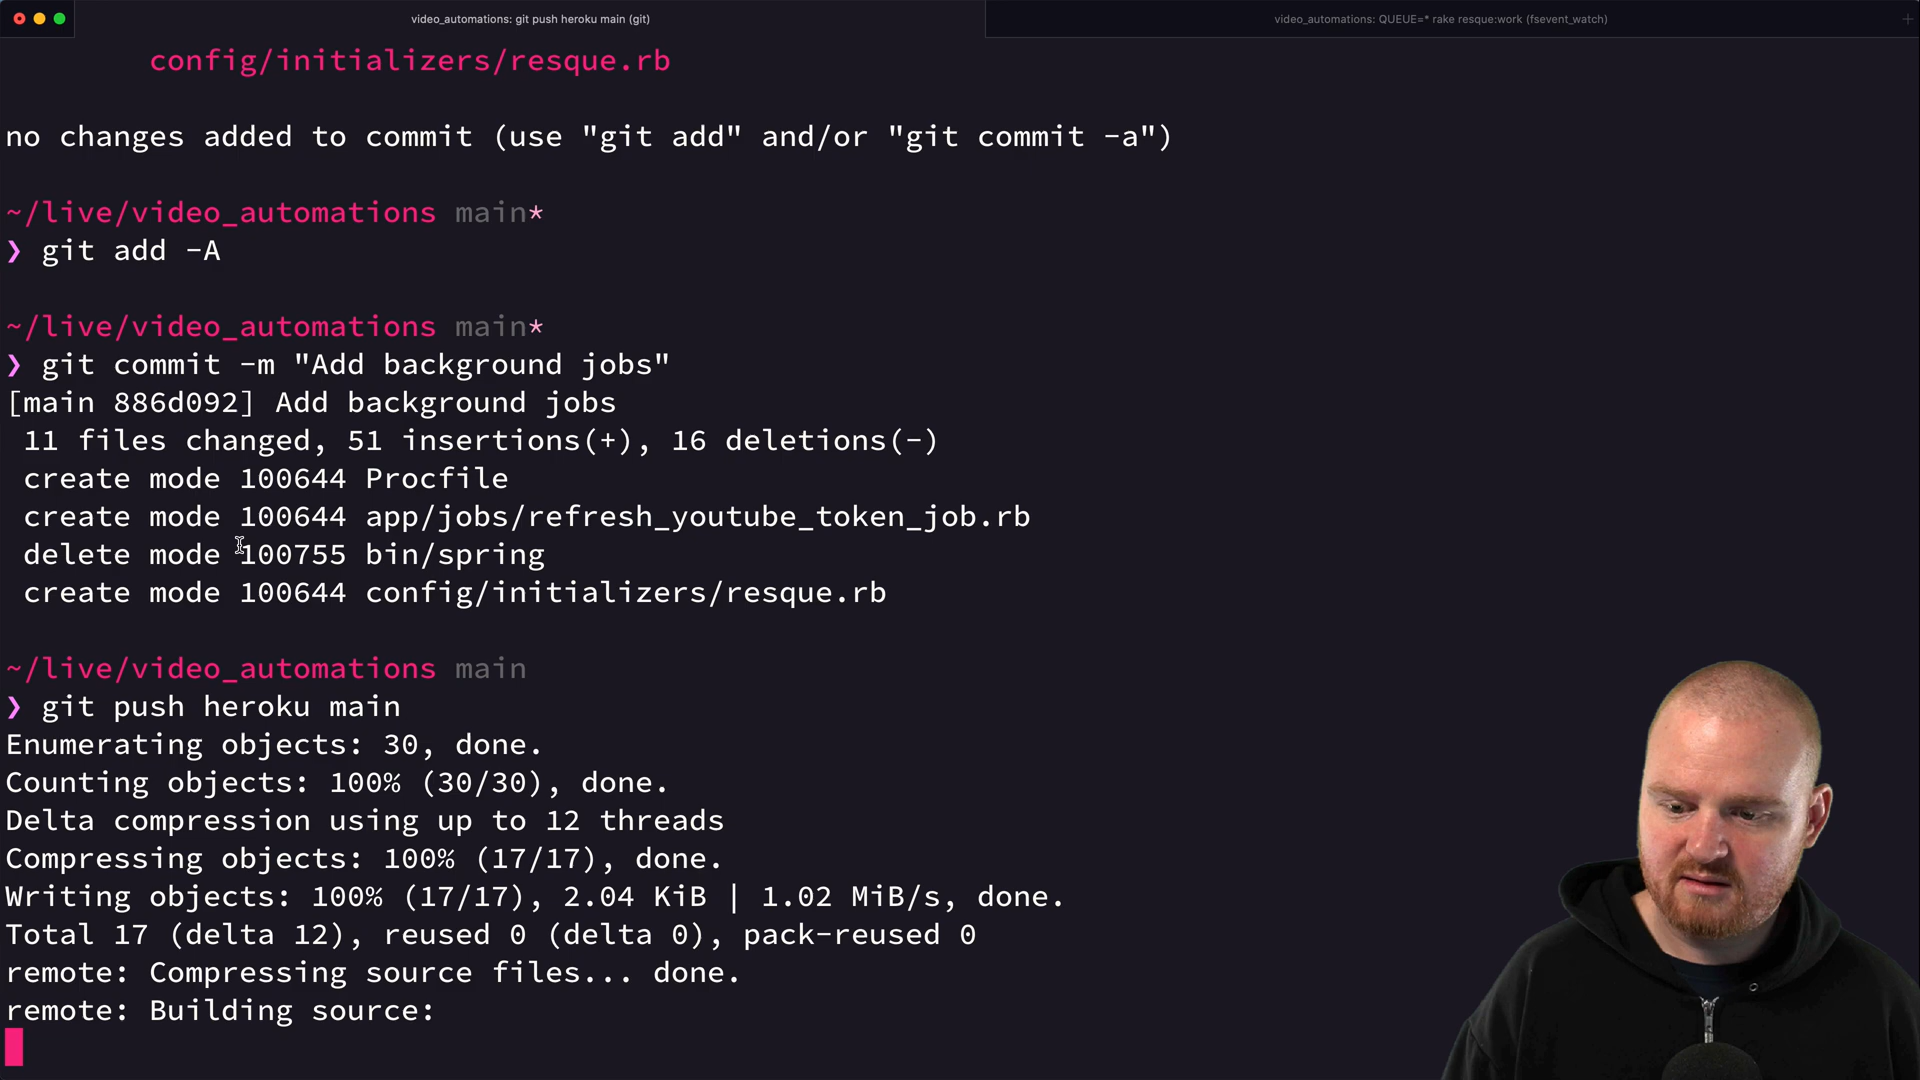 video_automations: git push heroku main (git)
video_automations: QUEUE=* rake resque:work (fsevent_watch)
config/initializers/resque.rb
no changes added to commit (use "git add" and/or "git commit -a")
~/live/video_automations main*
❯ git add -A
~/live/video_automations main*
❯ git commit -m "Add background jobs"
[main 886d092] Add background jobs
11 files changed, 51 insertions(+), 16 deletions(-)
create mode 100644 Procfile
create mode 100644 app/jobs/refresh_youtube_token_job.rb
delete mode 100755 bin/spring
create mode 100644 config/initializers/resque.rb
~/live/video_automations main
❯ git push heroku main
Enumerating objects: 30, done.
Counting objects: 100% (30/30), done.
Delta compression using up to 12 threads
Compressing objects: 100% (17/17), done.
Writing objects: 100% (17/17), 2.04 KiB | 1.02 MiB/s, done.
Total 17 (delta 12), reused 0 (delta 0), pack-reused 0
remote: Compressing source files... done.
remote: Building source: